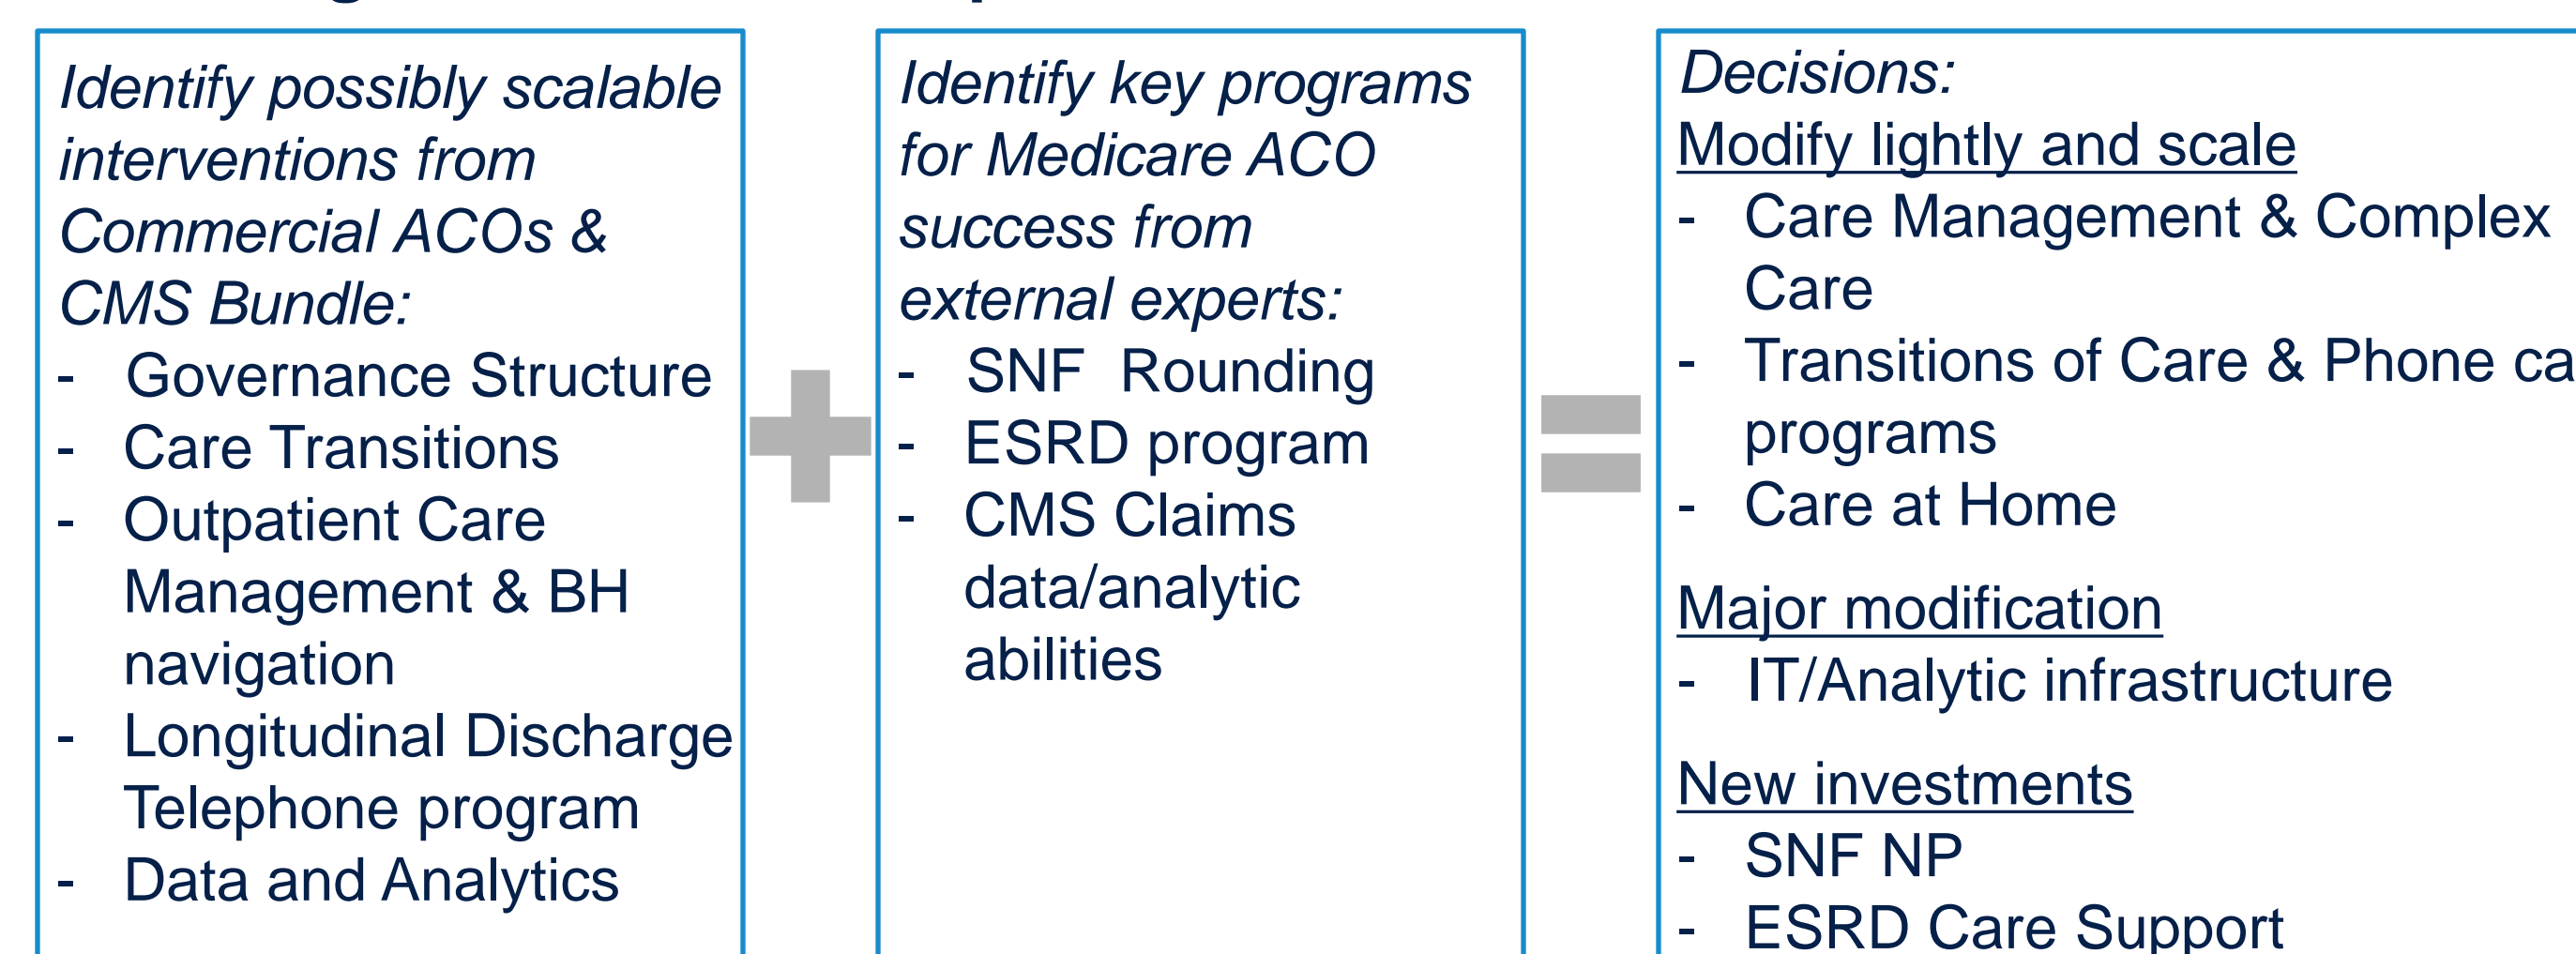 Identify possibly scalable
interventions from
Commercial ACOs &
CMS Bundle:
- Governance Structure
- Care Transitions
- Outpatient Care
Management & BH
navigation
- Longitudinal Discharge
Telephone program
- Data and Analytics
Identify key programs
for Medicare ACO
success from
external experts:
- SNF Rounding
- ESRD program
- CMS Claims
data/analytic
abilities
Decisions:
Modify lightly and scale
- Care Management & Complex
Care
- Transitions of Care & Phone
programs
- Care at Home
Major modification
- IT/Analytic infrastructure
New investments
- SNF NP
- ESRD Care Support